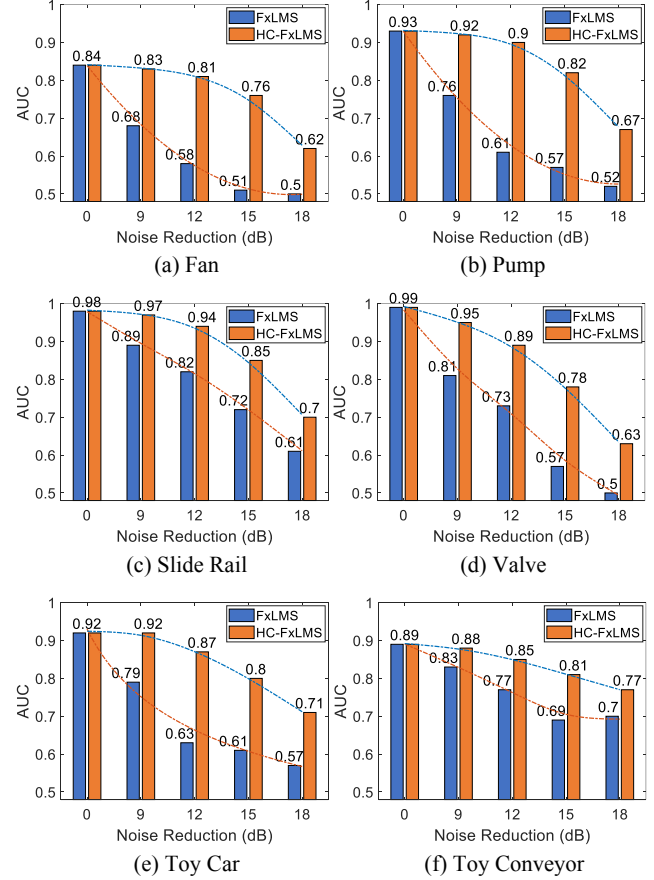 1
0.9
0.8
0.7
0.6
0.5
AUC
0.84 0.83 0.81 0.76 0.62
0.68 0.58 0.51 0.5
FxLMS
HC-FxLMS
0 9 12 15 18
Noise Reduction (dB)
(a) Fan
1
0.9
0.8
0.7
0.6
0.5
AUC
0.93 0.92 0.9 0.82 0.67
0.76 0.61 0.57 0.52
FxLMS
HC-FxLMS
0 9 12 15 18
Noise Reduction (dB)
(b) Pump
1
0.9
0.8
0.7
0.6
0.5
AUC
0.98 0.97 0.94 0.85 0.7
0.89 0.82 0.72 0.61
FxLMS
HC-FxLMS
0 9 12 15 18
Noise Reduction (dB)
(c) Slide Rail
1
0.9
0.8
0.7
0.6
0.5
AUC
0.99 0.95 0.89 0.78 0.63
0.81 0.73 0.57 0.5
FxLMS
HC-FxLMS
0 9 12 15 18
Noise Reduction (dB)
(d) Valve
1
0.9
0.8
0.7
0.6
0.5
AUC
0.92 0.92 0.87 0.8 0.71
0.79 0.63 0.61 0.57
FxLMS
HC-FxLMS
0 9 12 15 18
Noise Reduction (dB)
(e) Toy Car
1
0.9
0.8
0.7
0.6
0.5
AUC
0.89 0.88 0.85 0.81 0.77
0.83 0.77 0.69 0.7
FxLMS
HC-FxLMS
0 9 12 15 18
Noise Reduction (dB)
(f) Toy Conveyor